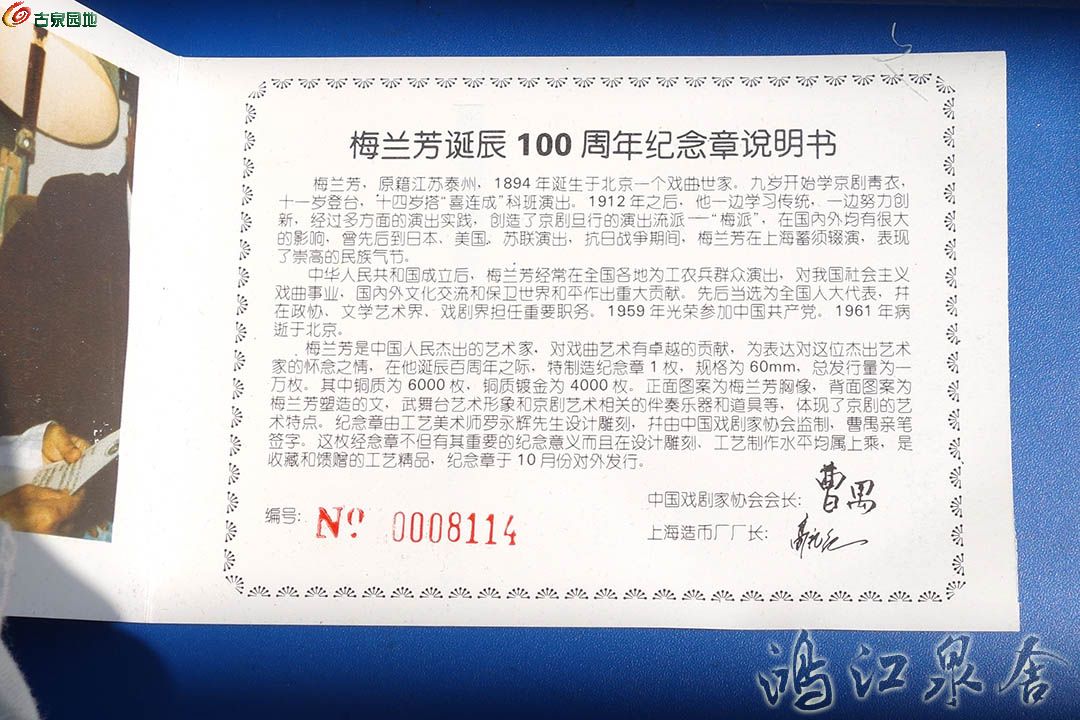 古泉园地
梅兰芳诞辰 100 周年纪念章说明书
梅兰芳，原籍江苏泰州，1894 年诞生于北京一个戏曲世家。九岁开始学京剧青衣，
十一岁登台，十四岁搭“喜连成”科班演出。1912 年之后，他一边学习传统，一边努力创
新，经过多方面的演出实践，创造了京剧旦行的演出流派——“梅派”，在国内外均有很大
的影响，曾先后到日本、美国、苏联演出，抗日战争期间，梅兰芳在上海蓄须辍演，表现
了崇高的民族气节。
中华人民共和国成立后，梅兰芳经常在全国各地为工农兵群众演出，对我国社会主义
戏曲事业，国内外文化交流和保卫世界和平作出重大贡献。先后当选为全国人大代表，并
在政协、文学艺术界、戏剧界担任重要职务。1959 年光荣参加中国共产党。1961 年病
逝于北京。
梅兰芳是中国人民杰出的艺术家，对戏曲艺术有卓越的贡献，为表达对这位杰出艺术
家的怀念之情，在他诞辰百周年之际，特制造纪念章 1 枚，规格为 60mm，总发行量为一
万枚。其中铜质为 6000 枚，铜质镀金为 4000 枚。正面图案为梅兰芳胸像，背面图案为
梅兰芳塑造的文，武舞台艺术形象和京剧艺术相关的伴奏乐器和道具等，体现了京剧的艺
术特点。纪念章由工艺美术师罗永辉先生设计雕刻，并由中国戏剧家协会监制，曹禺亲笔
签字。这枚经念章不但有其重要的纪念意义而且在设计雕刻、工艺制作水平均属上乘，是
收藏和馈赠的工艺精品，纪念章于 10 月份对外发行。
中国戏剧家协会会长：曹禺
编号：№ 0008114
上海造币厂厂长：
鸿江泉舍